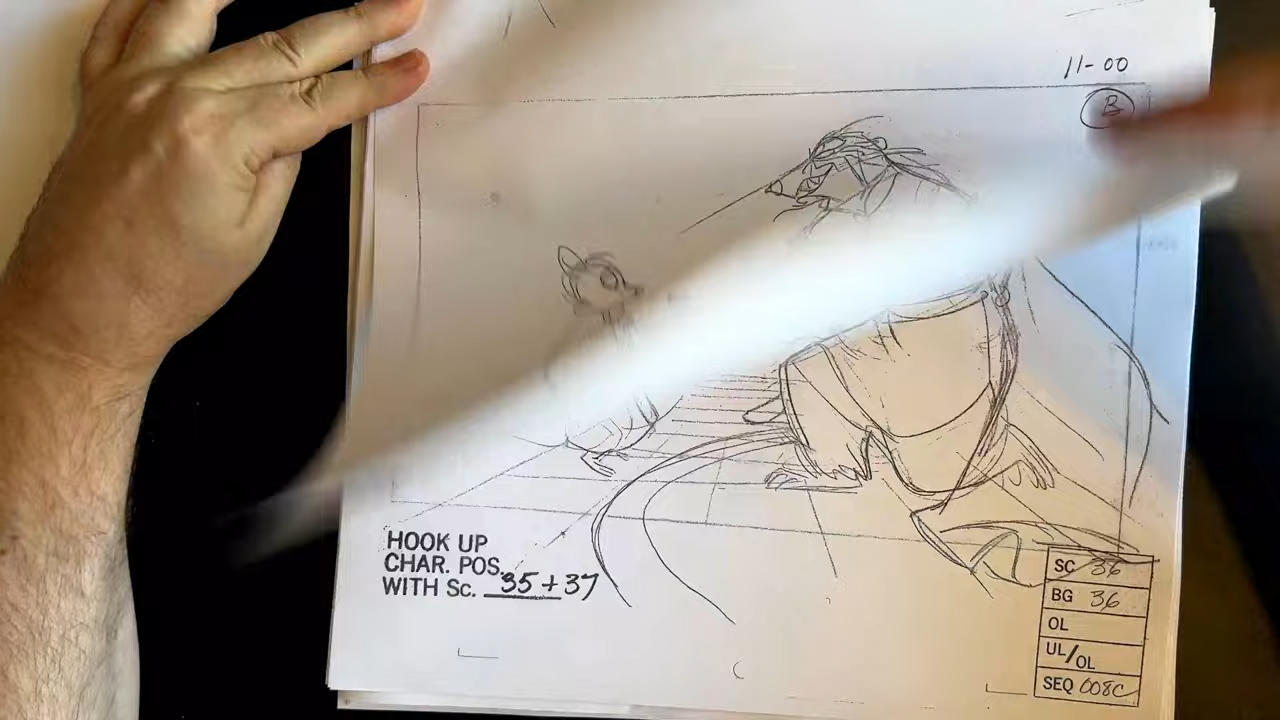 11-00
B
HOOK UP
CHAR. POS.
WITH Sc. 35+37
SC 36
BG 36
OL
UL/OL
SEQ 008C